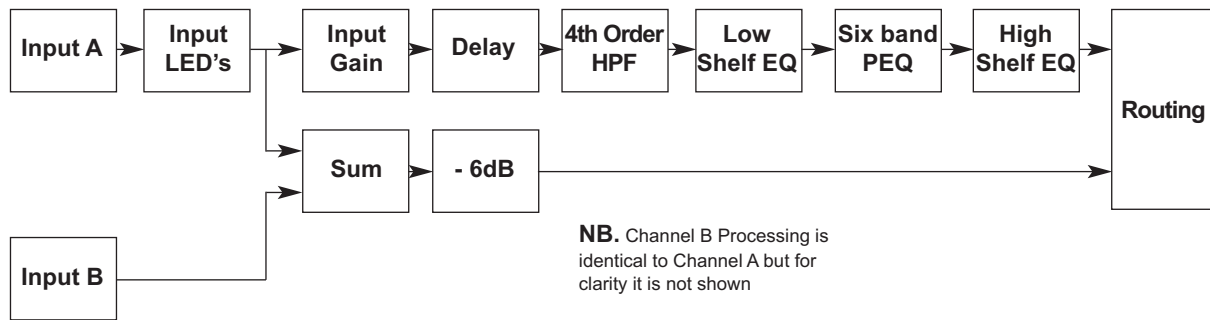 Input A
Input
LED's
Input
Gain
Delay
4th Order
HPF
Low
Shelf EQ
Six band
PEQ
High
Shelf EQ
Routing
Sum
- 6dB
Input B
NB. Channel B Processing is
identical to Channel A but for
clarity it is not shown